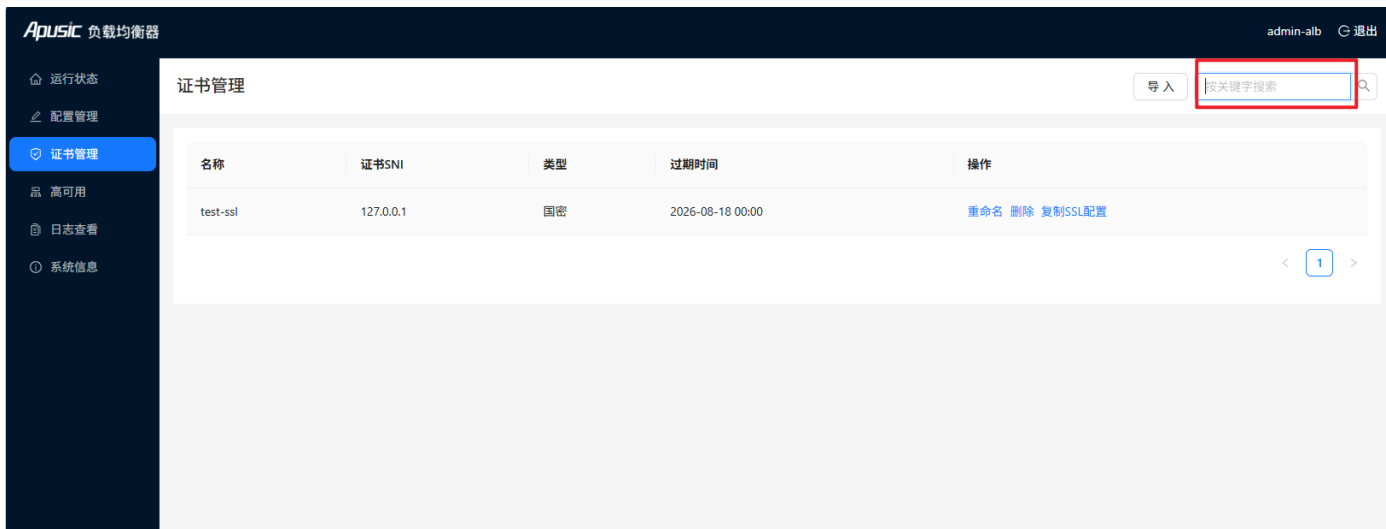 Apusic 负载均衡器
admin-alb 退出
运行状态
配置管理
证书管理
高可用
日志查看
系统信息
证书管理
导入 按关键字搜索
名称 证书SNI 类型 过期时间 操作
test-ssl 127.0.0.1 国密 2026-08-18 00:00 重命名 删除 复制SSL配置
< 1 >